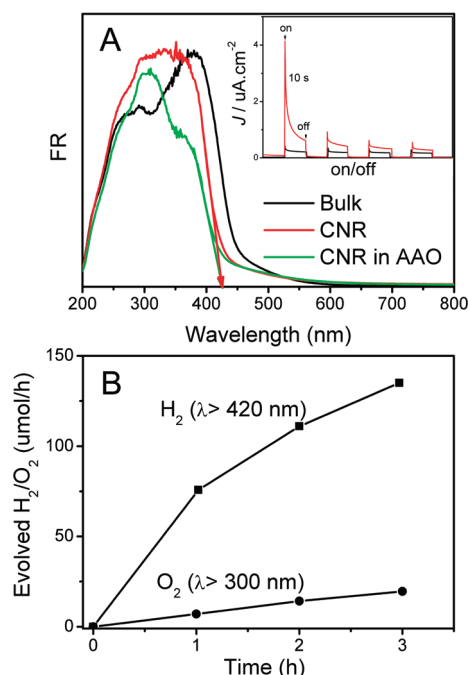 A
FR
on
10 s
off
J / uA.cm-2
4
2
0
on/off
Bulk
CNR
CNR in AAO
200 300 400 500 600 700 800
Wavelength (nm)
B
Evolved H2/O2 (umol/h)
150
100
50
0
H2 (λ> 420 nm)
O2 (λ> 300 nm)
0 1 2 3
Time (h)